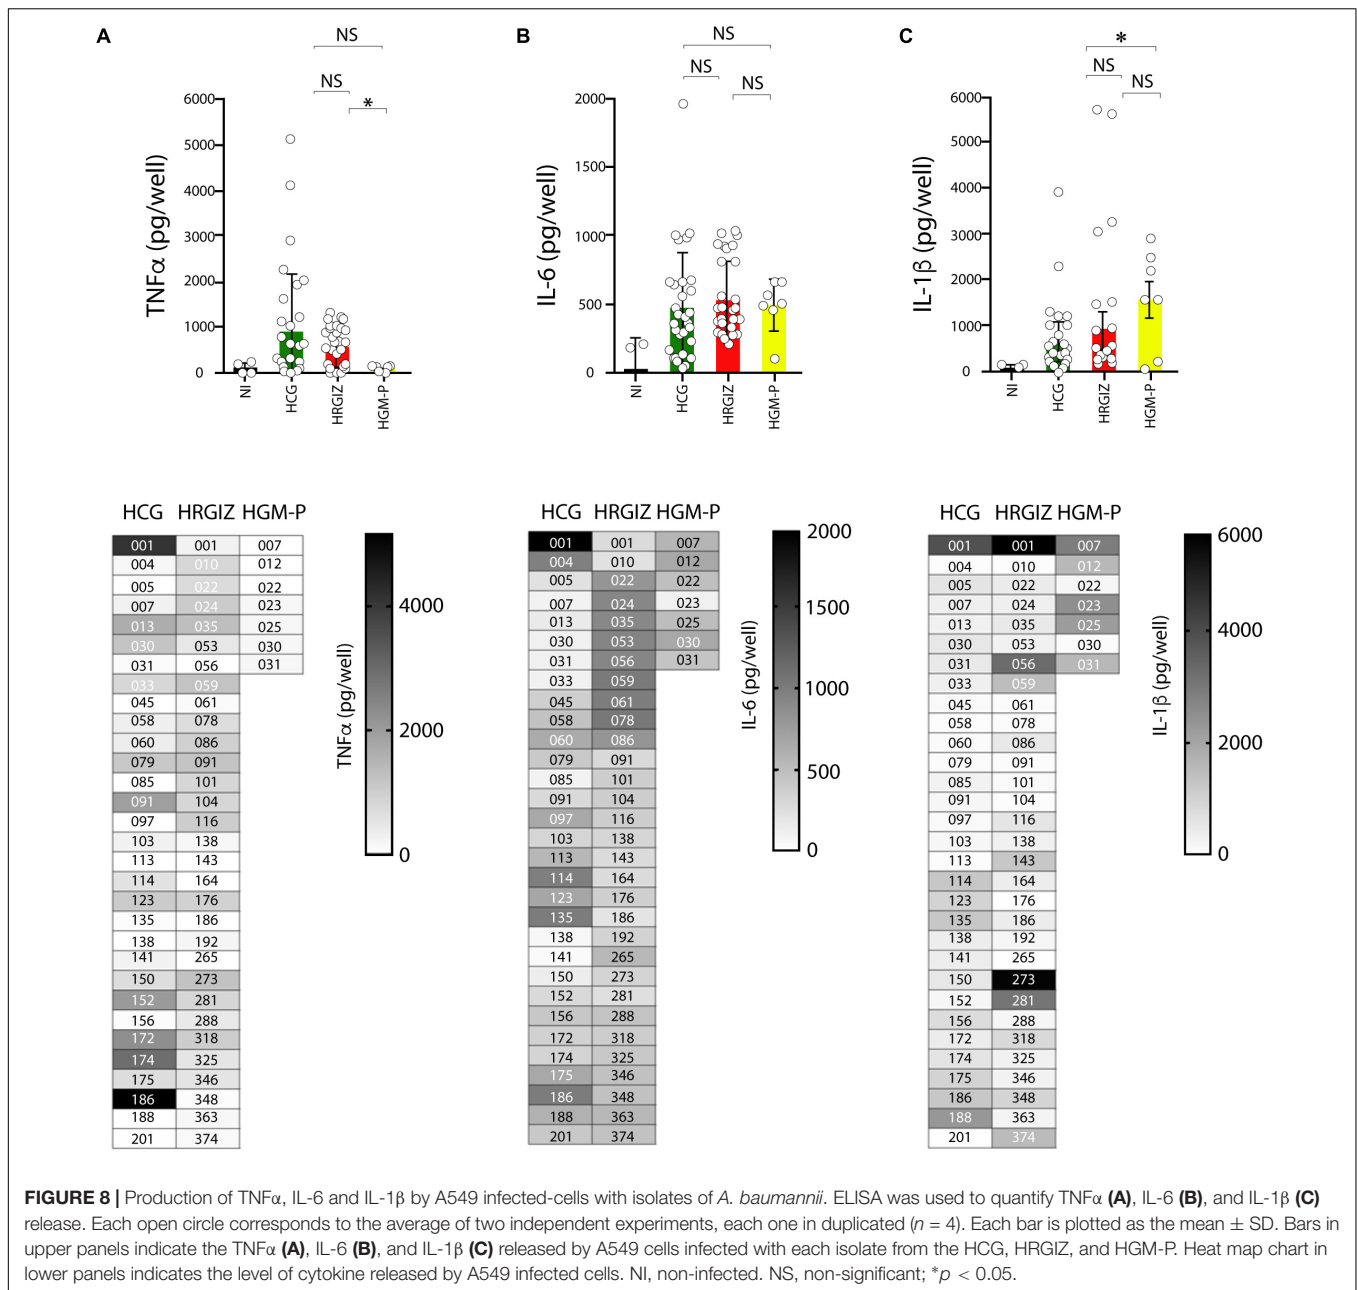 A
B
C
NS
NS
*
NS
NS
NS
*
NS
NS
TNFα (pg/well)
6000
5000
4000
3000
2000
1000
0
NI
HCG
HRGIZ
HGM-P
IL-6 (pg/well)
2000
1500
1000
500
0
NI
HCG
HRGIZ
HGM-P
IL-1β (pg/well)
6000
5000
4000
3000
2000
1000
0
NI
HCG
HRGIZ
HGM-P
HCG HRGIZ HGM-P
001 001 007
004 010 012
005 022 022
007 024 023
013 035 025
030 053 030
031 056 031
033 059
045 061
058 078
060 086
079 091
085 101
091 104
097 116
103 138
113 143
114 164
123 176
135 186
138 192
141 265
150 273
152 281
156 288
172 318
174 325
175 346
186 348
188 363
201 374
TNFα (pg/well)
4000
2000
0
HCG HRGIZ HGM-P
001 001 007
004 010 012
005 022 022
007 024 023
013 035 025
030 053 030
031 056 031
033 059
045 061
058 078
060 086
079 091
085 101
091 104
097 116
103 138
113 143
114 164
123 176
135 186
138 192
141 265
150 273
152 281
156 288
172 318
174 325
175 346
186 348
188 363
201 374
IL-6 (pg/well)
2000
1500
1000
500
0
HCG HRGIZ HGM-P
001 001 007
004 010 012
005 022 022
007 024 023
013 035 025
030 053 030
031 056 031
033 059
045 061
058 078
060 086
079 091
085 101
091 104
097 116
103 138
113 143
114 164
123 176
135 186
138 192
141 265
150 273
152 281
156 288
172 318
174 325
175 346
186 348
188 363
201 374
IL-1β (pg/well)
6000
4000
2000
0
FIGURE 8 | Production of TNFα, IL-6 and IL-1β by A549 infected-cells with isolates of A. baumannii. ELISA was used to quantify TNFα (A), IL-6 (B), and IL-1β (C)
release. Each open circle corresponds to the average of two independent experiments, each one in duplicated (n = 4). Each bar is plotted as the mean ± SD. Bars in
upper panels indicate the TNFα (A), IL-6 (B), and IL-1β (C) released by A549 cells infected with each isolate from the HCG, HRGIZ, and HGM-P. Heat map chart in
lower panels indicates the level of cytokine released by A549 infected cells. NI, non-infected. NS, non-significant; *p < 0.05.